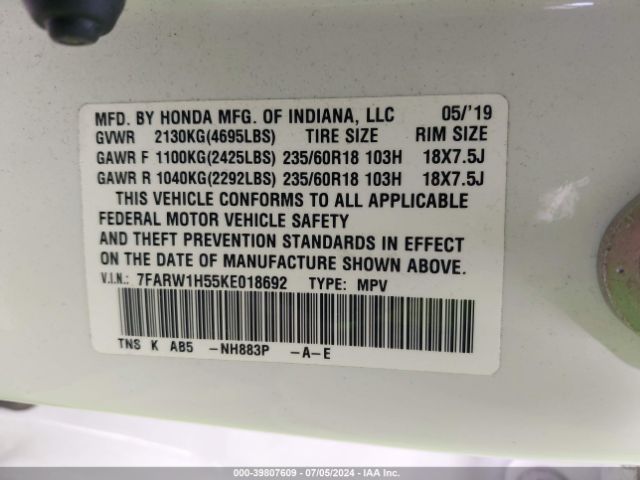 MFD. BY HONDA MFG. OF INDIANA, LLC 05/'19
GVWR 2130KG(4695LBS) TIRE SIZE RIM SIZE
GAWR F 1100KG(2425LBS) 235/60R18 103H 18X7.5J
GAWR R 1040KG(2292LBS) 235/60R18 103H 18X7.5J
THIS VEHICLE CONFORMS TO ALL APPLICABLE
FEDERAL MOTOR VEHICLE SAFETY
AND THEFT PREVENTION STANDARDS IN EFFECT
ON THE DATE OF MANUFACTURE SHOWN ABOVE.
V.I.N.: 7FARW1H55KE018692 TYPE: MPV
TNS K AB5 -NH883P -A-E
000-39807609 - 07/05/2024 - IAAI.COM